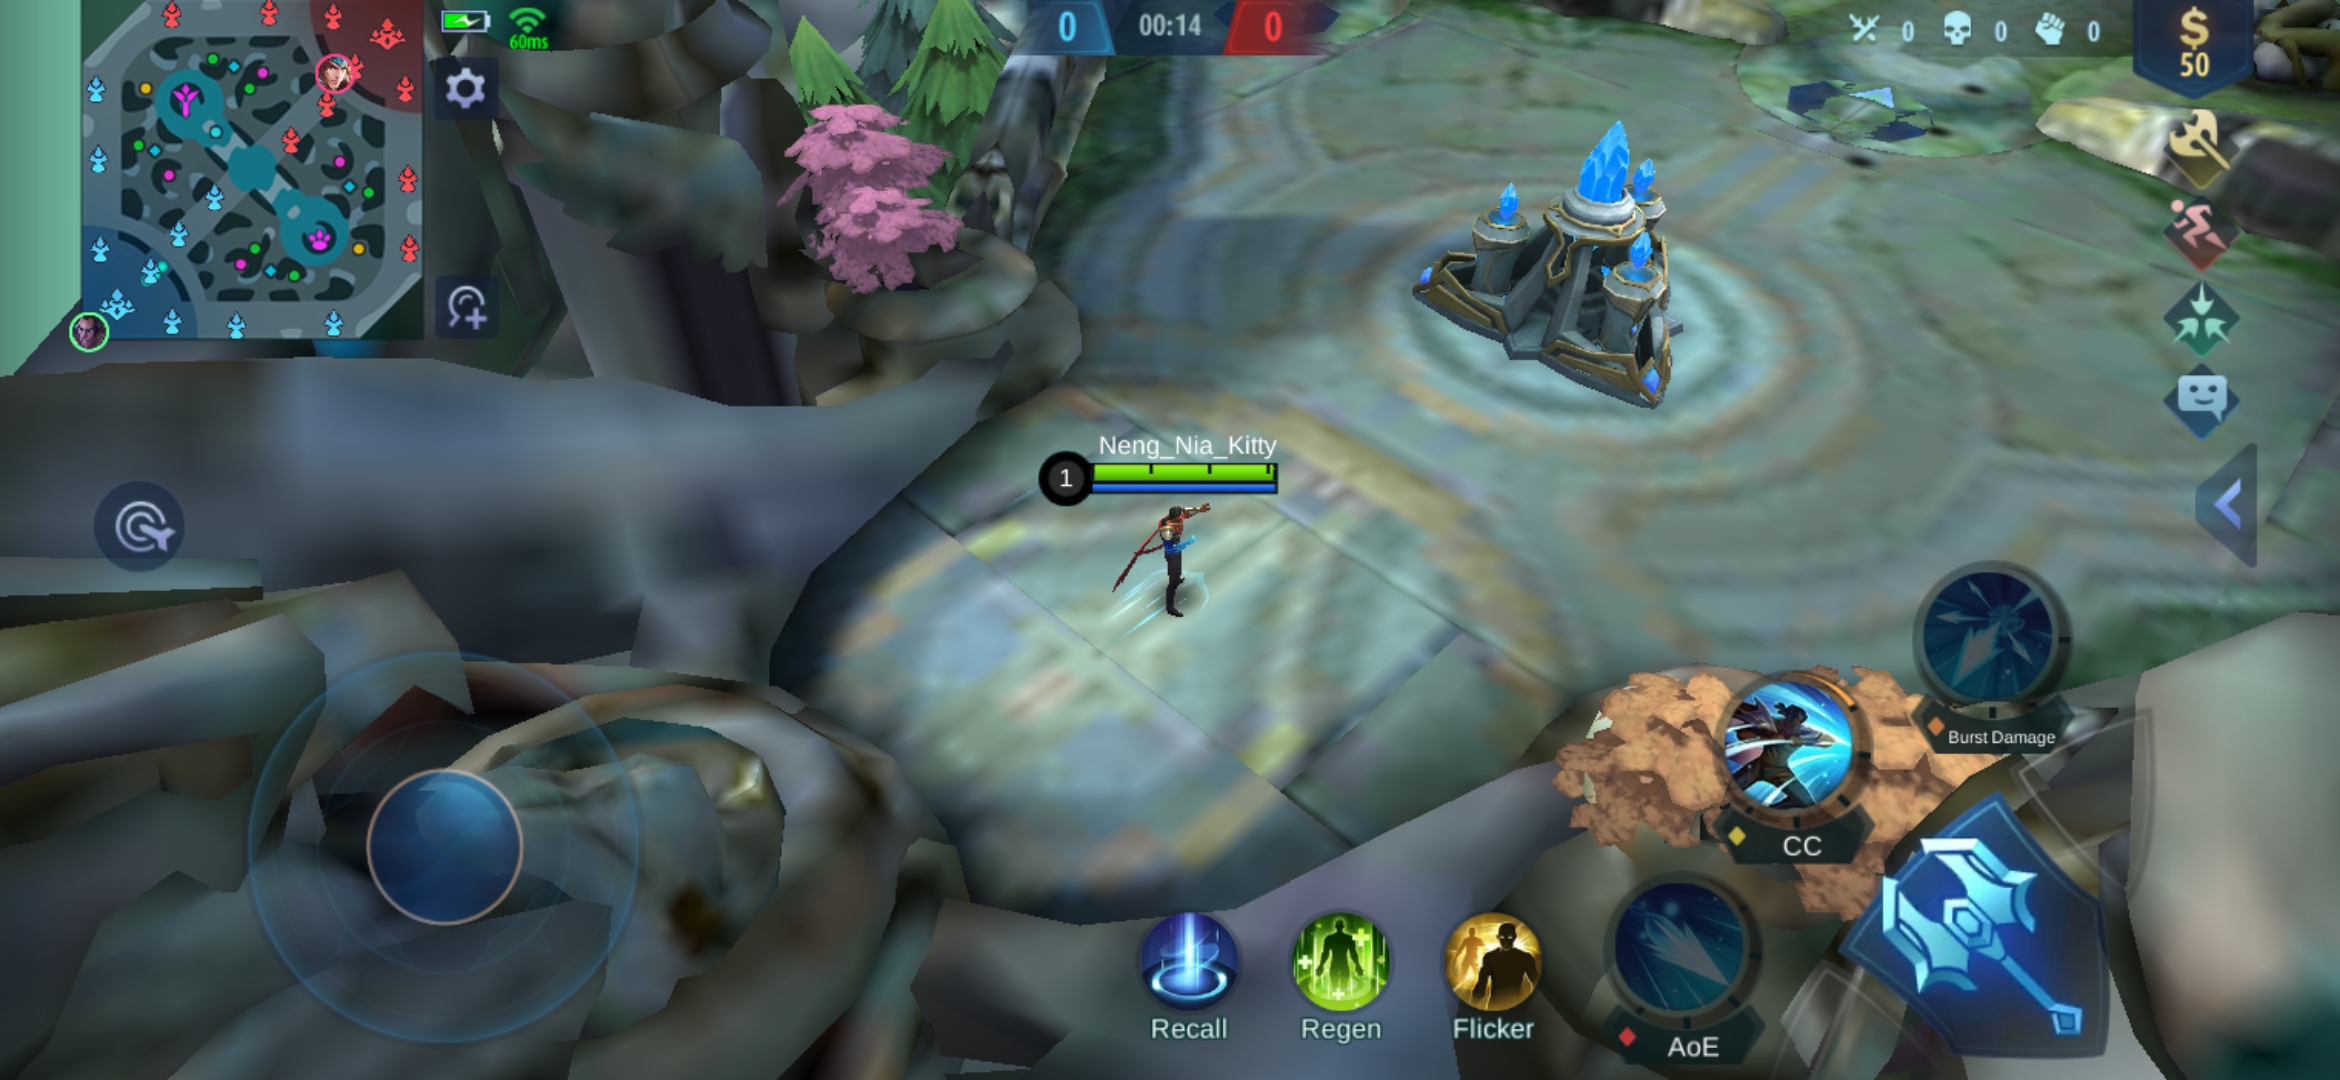 60ms
0
00:14
0
0
0
0
$
50
Neng_Nia_Kitty
1
Burst Damage
CC
Recall
Regen
Flicker
AoE